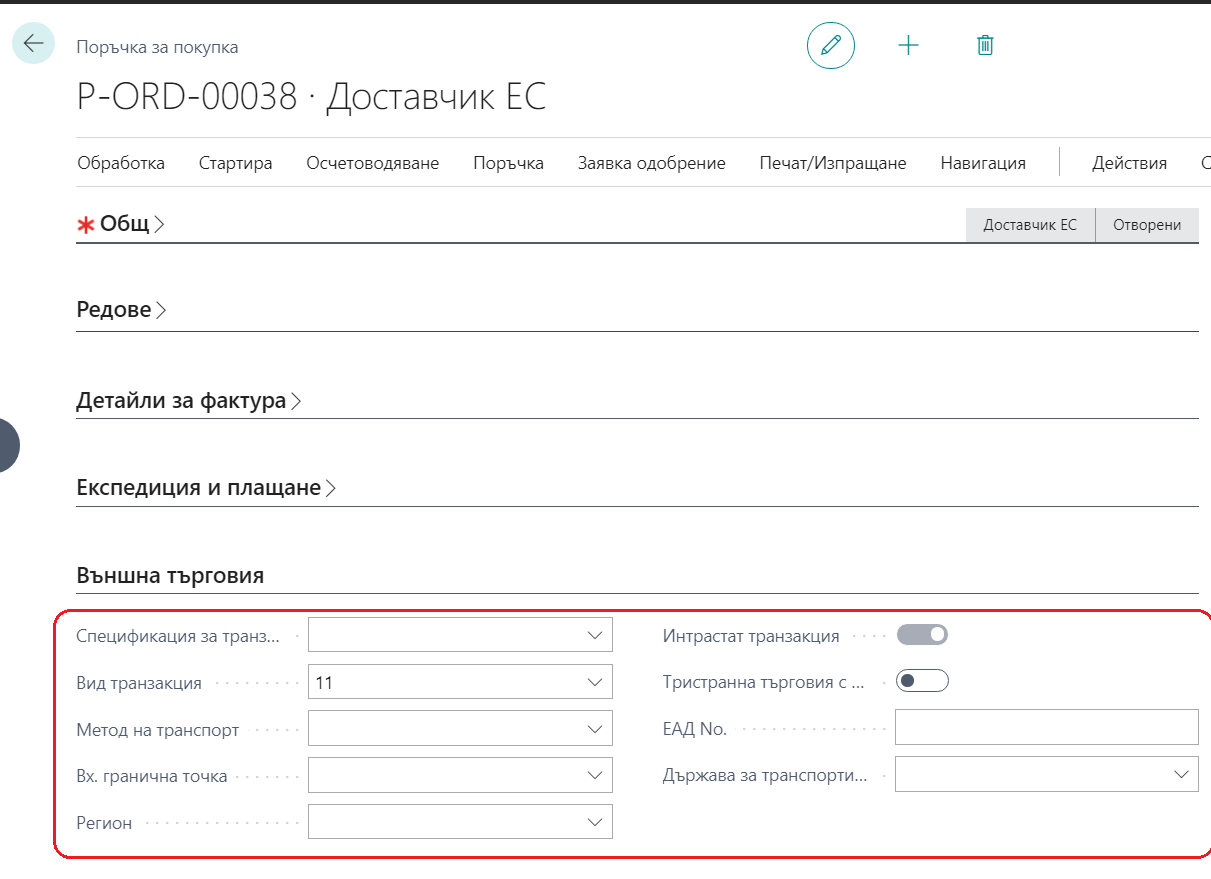 Поръчка за покупка
P-ORD-00038 · Доставчик ЕС
Обработка Стартира Осчетоводяване Поръчка Заявка одобрение Печат/Изпращане Навигация Действия
Общ
Доставчик ЕС Отворени
Редове
Детайли за фактура
Експедиция и плащане
Външна търговия
Спецификация за транз...
Вид транзакция 11
Метод на транспорт
Вх. гранична точка
Регион
Интрастат транзакция
Тристранна търговия с ...
ЕАД No.
Държава за транспорти...